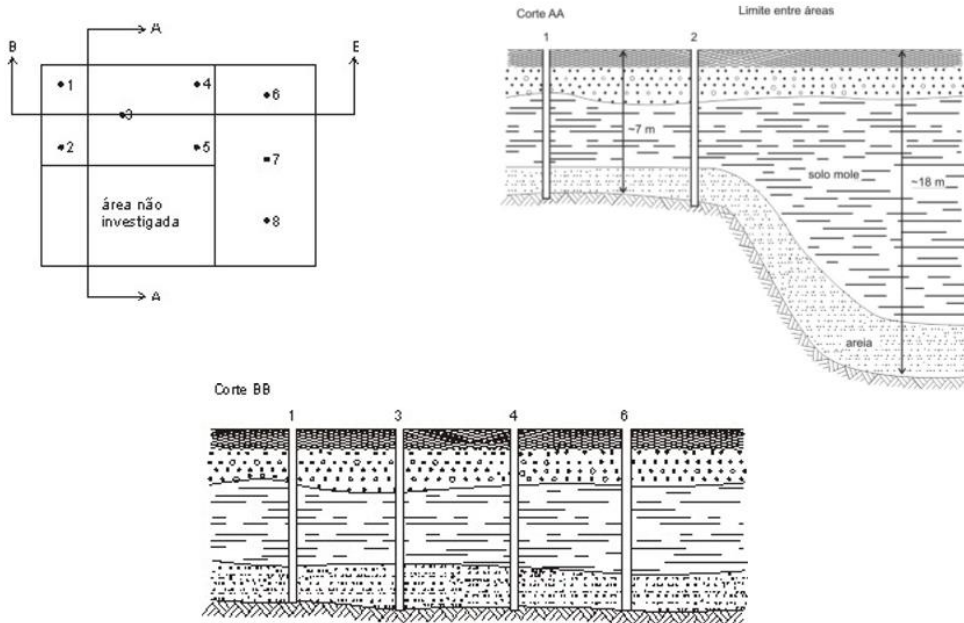 A
B
E
1
4
6
3
2
5
7
8
área não
investigada
A
Corte AA
Limite entre áreas
1
2
~7 m
solo mole
~18 m
areia
Corte BB
1
3
4
6